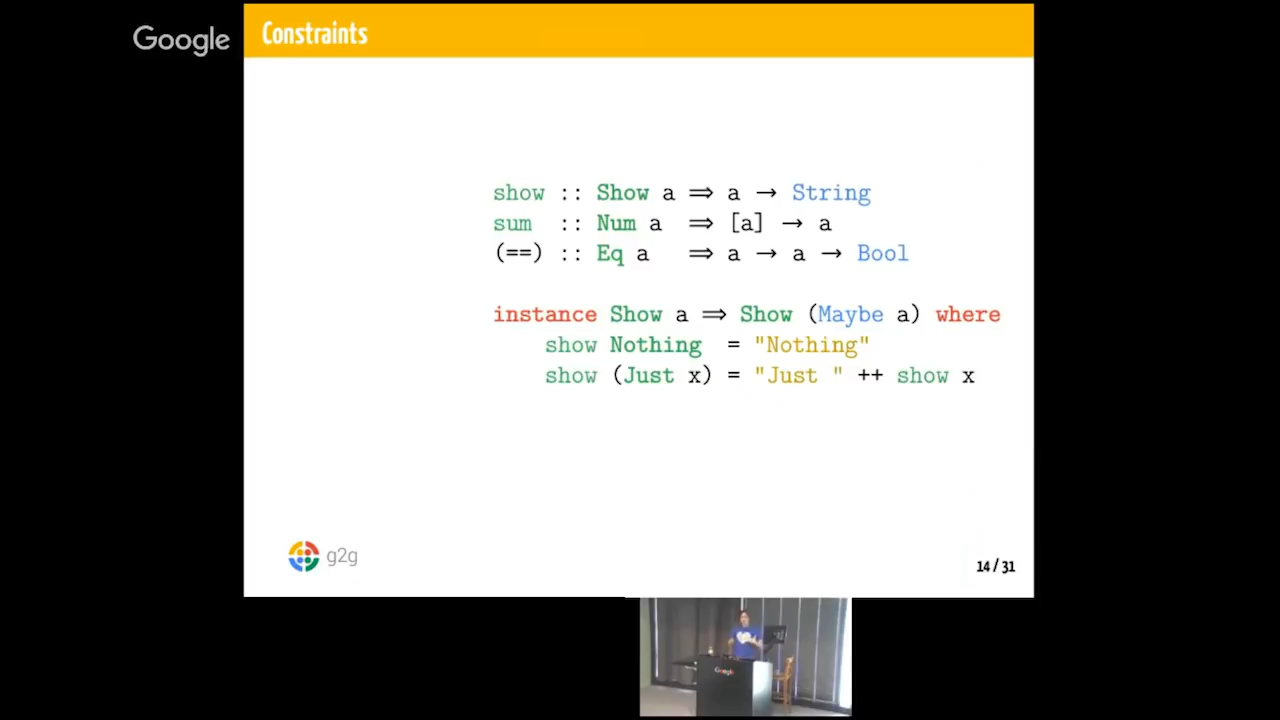 Google
Constraints
show :: Show a ⇒ a → String
sum :: Num a ⇒ [a] → a
(==) :: Eq a ⇒ a → a → Bool
instance Show a ⇒ Show (Maybe a) where
show Nothing = "Nothing"
show (Just x) = "Just " ++ show x
g2g
14 / 31
Google